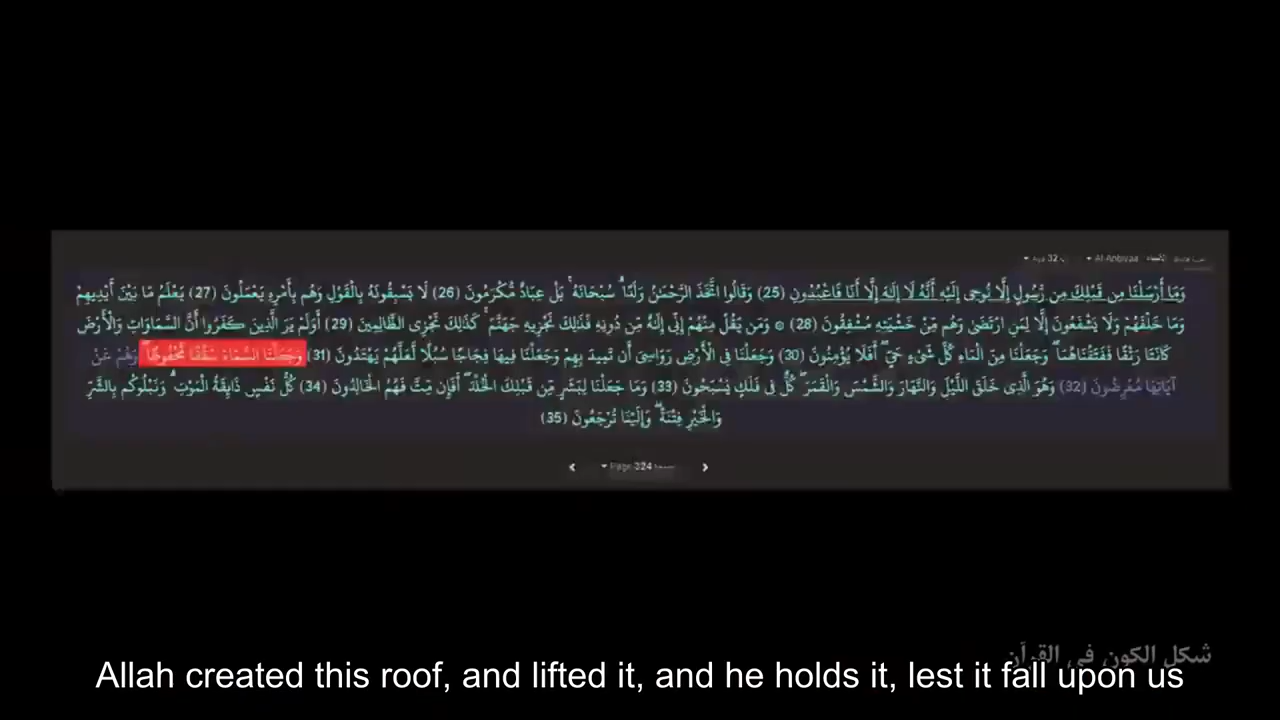 Aya 32 Al-Anbiyaa الأنبياء
وَمَا أَرْسَلْنَا مِن قَبْلِكَ مِن رَّسُولٍ إِلَّا نُوحِي إِلَيْهِ أَنَّهُ لَا إِلَٰهَ إِلَّا أَنَا فَاعْبُدُونِ (25) وَقَالُوا اتَّخَذَ الرَّحْمَٰنُ وَلَدًا ۗ سُبْحَانَهُ ۚ بَلْ عِبَادٌ مُّكْرَمُونَ (26) لَا يَسْبِقُونَهُ بِالْقَوْلِ وَهُم بِأَمْرِهِ يَعْمَلُونَ (27) يَعْلَمُ مَا بَيْنَ أَيْدِيهِمْ
وَمَا خَلْفَهُمْ وَلَا يَشْفَعُونَ إِلَّا لِمَنِ ارْتَضَىٰ وَهُم مِّنْ خَشْيَتِهِ مُشْفِقُونَ (28) ۞ وَمَن يَقُلْ مِنْهُمْ إِنِّي إِلَٰهٌ مِّن دُونِهِ فَذَٰلِكَ نَجْزِيهِ جَهَنَّمَ ۚ كَذَٰلِكَ نَجْزِي الظَّالِمِينَ (29) أَوَلَمْ يَرَ الَّذِينَ كَفَرُوا أَنَّ السَّمَاوَاتِ وَالْأَرْضَ
كَانَتَا رَتْقًا فَفَتَقْنَاهُمَا ۖ وَجَعَلْنَا مِنَ الْمَاءِ كُلَّ شَيْءٍ حَيٍّ ۖ أَفَلَا يُؤْمِنُونَ (30) وَجَعَلْنَا فِي الْأَرْضِ رَوَاسِيَ أَن تَمِيدَ بِهِمْ وَجَعَلْنَا فِيهَا فِجَاجًا سُبُلًا لَّعَلَّهُمْ يَهْتَدُونَ (31) وَجَعَلْنَا السَّمَاءَ سَقْفًا مَّحْفُوظًا ۖ وَهُمْ عَنْ
آيَاتِهَا مُعْرِضُونَ (32) وَهُوَ الَّذِي خَلَقَ اللَّيْلَ وَالنَّهَارَ وَالشَّمْسَ وَالْقَمَرَ ۖ كُلٌّ فِي فَلَكٍ يَسْبَحُونَ (33) وَمَا جَعَلْنَا لِبَشَرٍ مِّن قَبْلِكَ الْخُلْدَ ۖ أَفَإِن مِّتَّ فَهُمُ الْخَالِدُونَ (34) كُلُّ نَفْسٍ ذَائِقَةُ الْمَوْتِ ۗ وَنَبْلُوكُم بِالشَّرِّ
وَالْخَيْرِ فِتْنَةً ۖ وَإِلَيْنَا تُرْجَعُونَ (35)
Page 324
شكل الكون في القرآن
Allah created this roof, and lifted it, and he holds it, lest it fall upon us